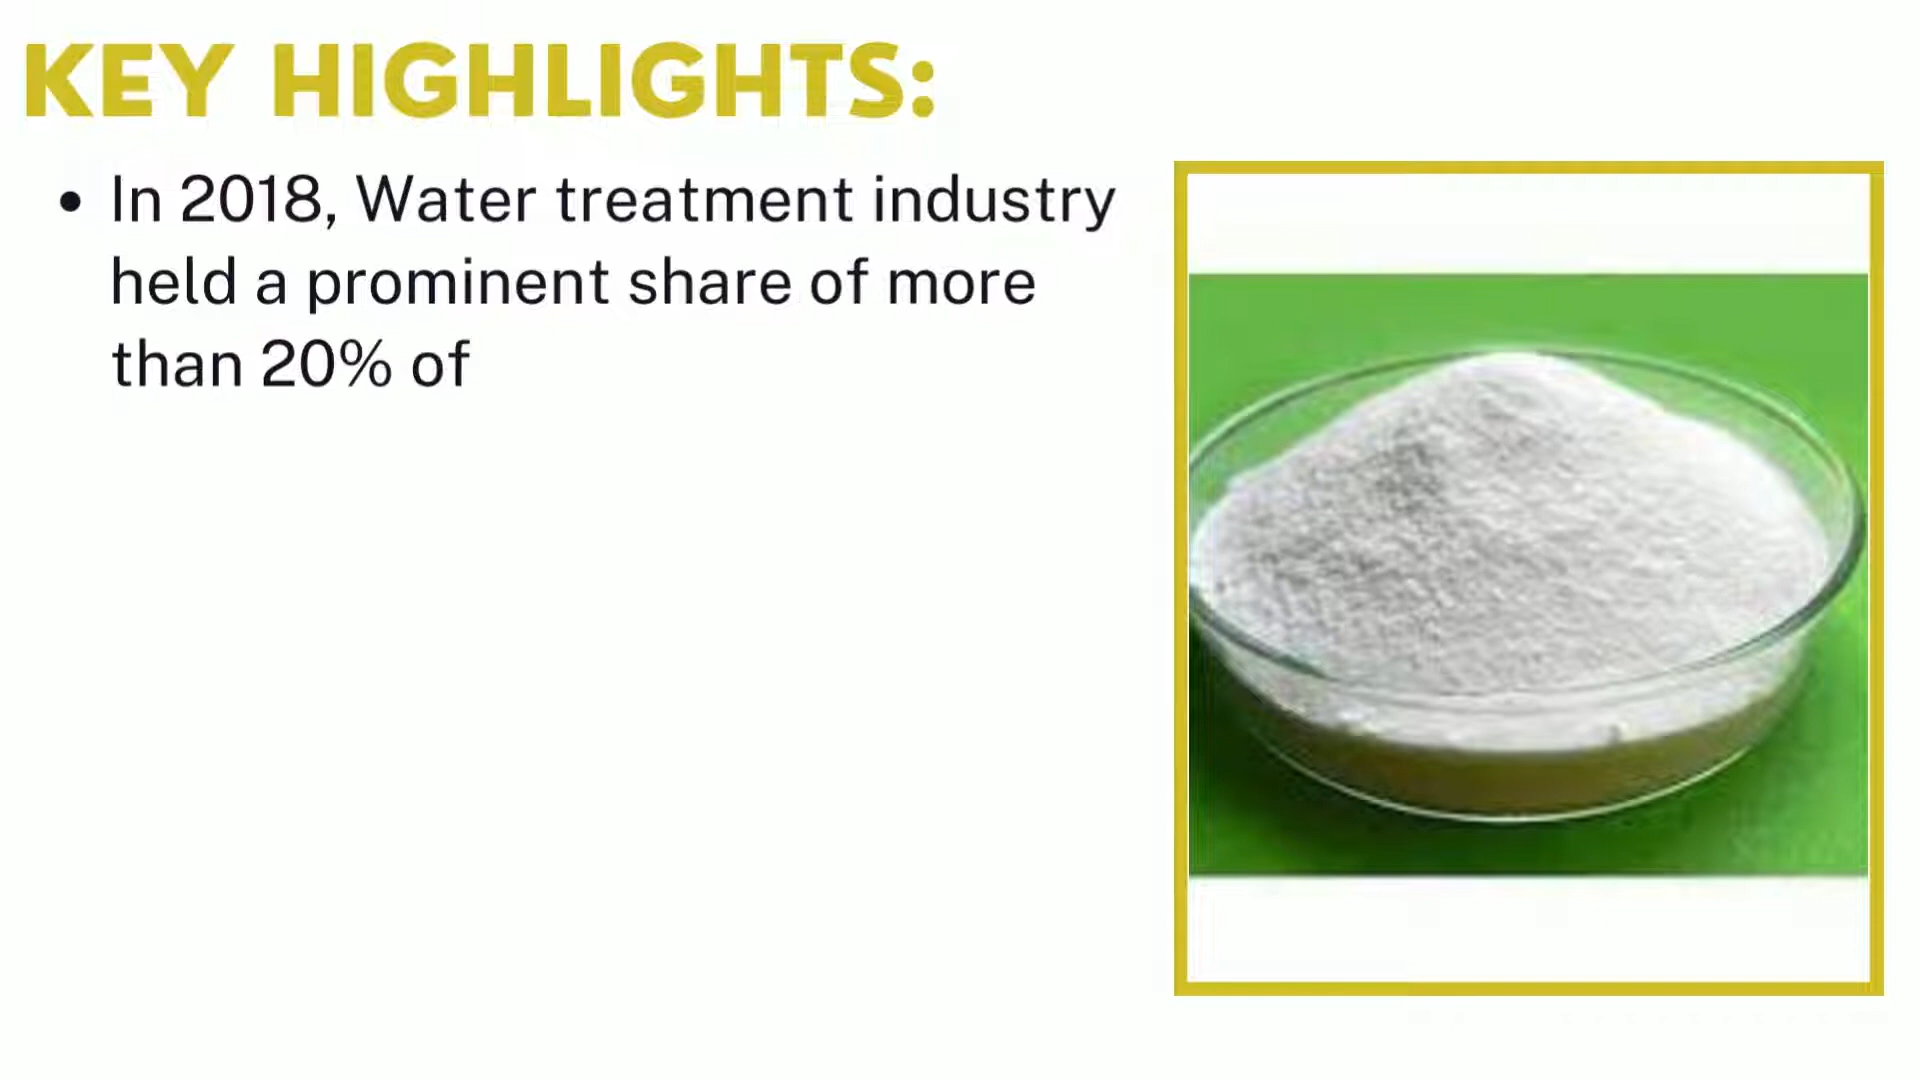 KEY HIGHLIGHTS:
• In 2018, Water treatment industry
held a prominent share of more
than 20% of